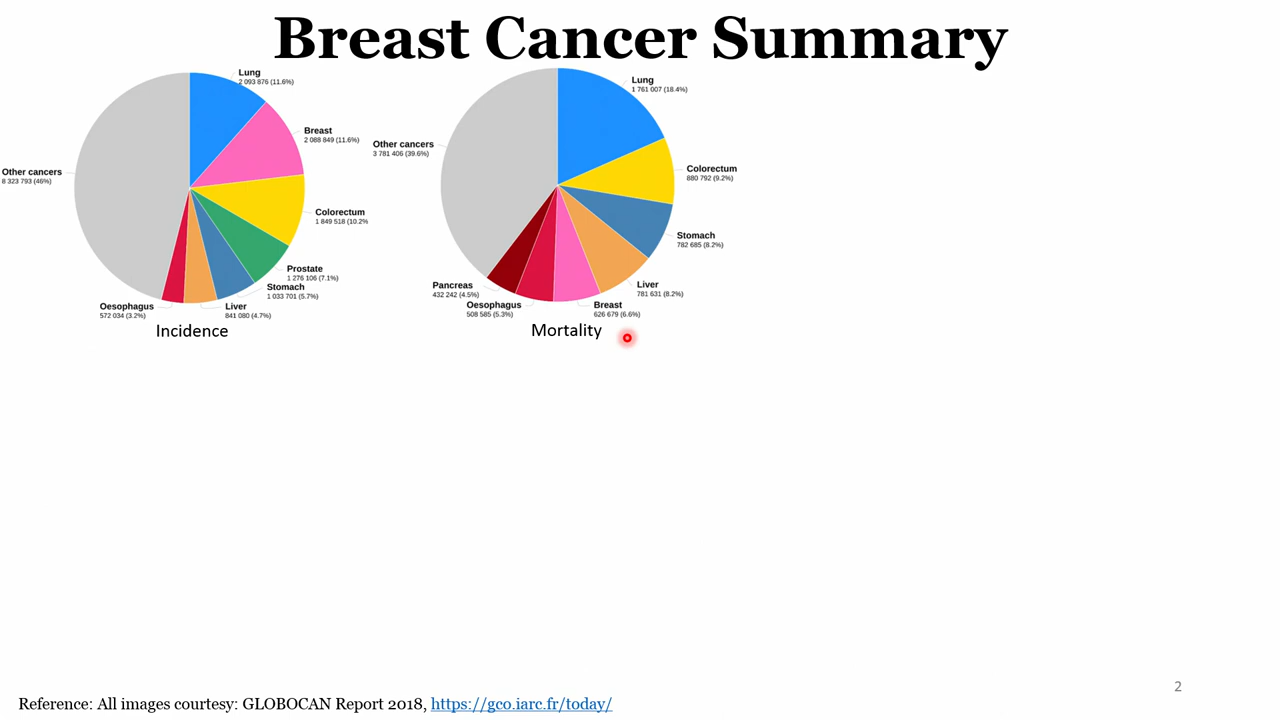 Breast Cancer Summary
Lung
2 093 876 (11.6%)
Breast
2 088 849 (11.6%)
Colorectum
1 849 518 (10.2%
Prostate
1 276 106 (7.1%)
Stomach
1 033 701 (5.7%)
Liver
841 080 (4.7%)
Oesophagus
572 034 (3.2%)
Other cancers
8 323 793 (46%)
Incidence
Lung
1 761 007 (18.4%)
Colorectum
880 792 (9.2%)
Stomach
782 685 (8.2%)
Liver
781 631 (8.2%)
Breast
626 679 (6.6%)
Oesophagus
508 585 (5.3%)
Pancreas
432 242 (4.5%)
Other cancers
3 781 406 (39.6%)
Mortality
2
Reference: All images courtesy: GLOBOCAN Report 2018, https://gco.iarc.fr/today/